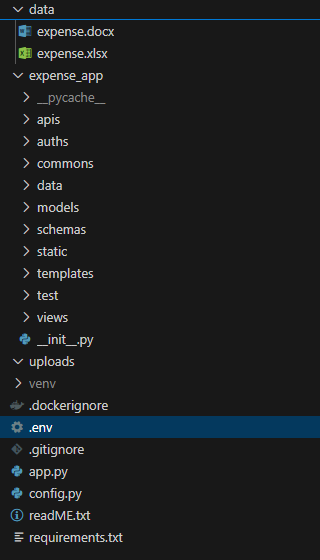 data
expense.docx
expense.xlsx
expense_app
__pycache__
apis
auths
commons
data
models
schemas
static
templates
test
views
__init__.py
uploads
venv
.dockerignore
.env
.gitignore
app.py
config.py
readME.txt
requirements.txt